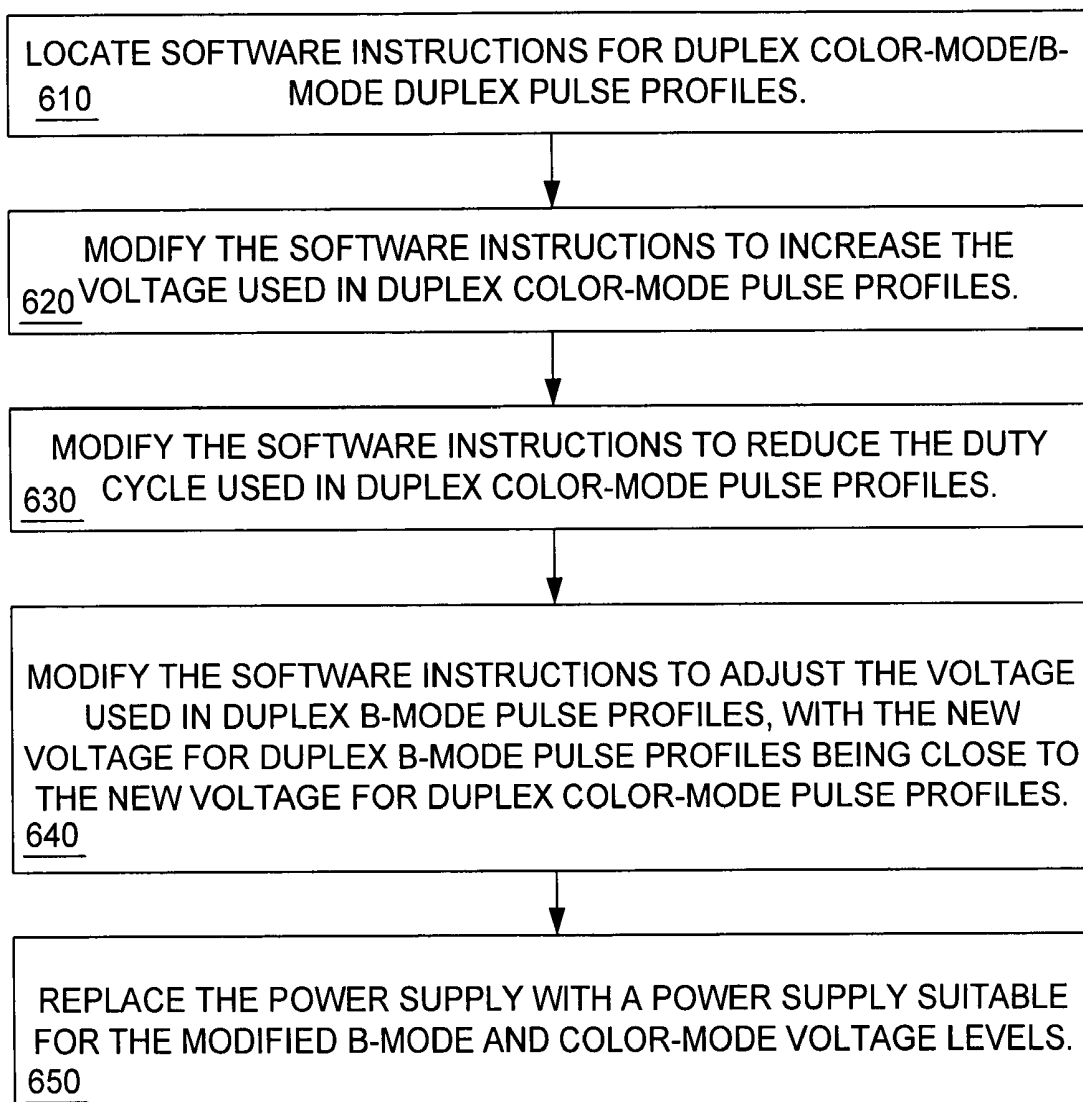 LOCATE SOFTWARE INSTRUCTIONS FOR DUPLEX COLOR-MODE/B-
610 MODE DUPLEX PULSE PROFILES.
MODIFY THE SOFTWARE INSTRUCTIONS TO INCREASE THE
620 VOLTAGE USED IN DUPLEX COLOR-MODE PULSE PROFILES.
MODIFY THE SOFTWARE INSTRUCTIONS TO REDUCE THE DUTY
630 CYCLE USED IN DUPLEX COLOR-MODE PULSE PROFILES.
MODIFY THE SOFTWARE INSTRUCTIONS TO ADJUST THE VOLTAGE
USED IN DUPLEX B-MODE PULSE PROFILES, WITH THE NEW
VOLTAGE FOR DUPLEX B-MODE PULSE PROFILES BEING CLOSE TO
THE NEW VOLTAGE FOR DUPLEX COLOR-MODE PULSE PROFILES.
640
REPLACE THE POWER SUPPLY WITH A POWER SUPPLY SUITABLE
FOR THE MODIFIED B-MODE AND COLOR-MODE VOLTAGE LEVELS.
650